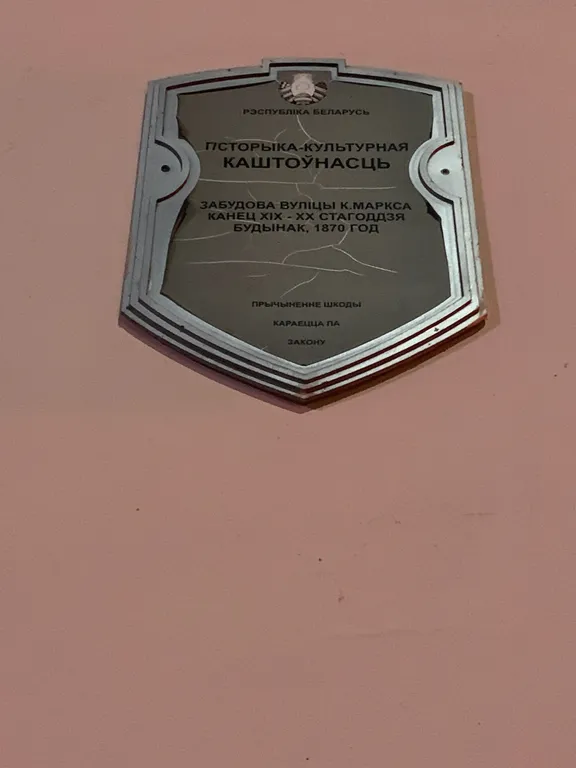 РЭСПУБЛІКА БЕЛАРУСЬ
ГІСТОРЫКА-КУЛЬТУРНАЯ
КАШТОЎНАСЦЬ
ЗАБУДОВА ВУЛІЦЫ К.МАРКСА
КАНЕЦ XIX - XX СТАГОДДЗЯ
БУДЫНАК, 1870 ГОД
ПРЫЧЫНЕННЕ ШКОДЫ
КАРАЕЦЦА ПА
ЗАКОНУ